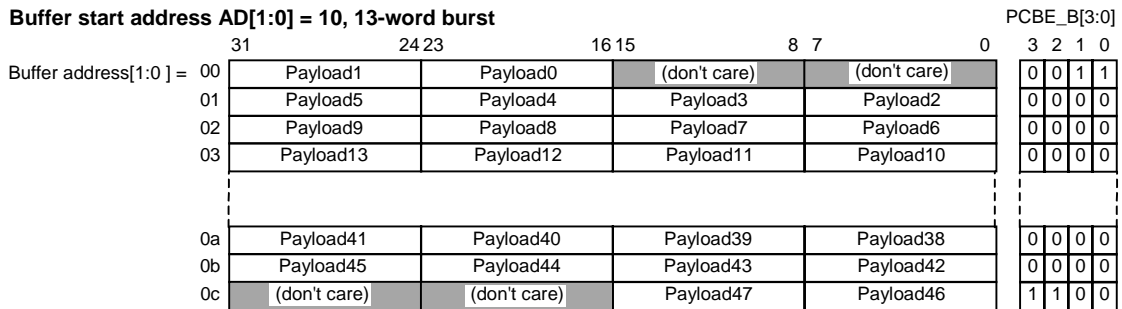 Buffer start address AD[1:0] = 10, 13-word burst PCBE_B[3:0]
31 24 23 16 15 8 7 0 3 2 1 0
Buffer address[1:0 ] = 00 Payload1 Payload0 (don't care) (don't care) 0 0 1 1
01 Payload5 Payload4 Payload3 Payload2 0 0 0 0
02 Payload9 Payload8 Payload7 Payload6 0 0 0 0
03 Payload13 Payload12 Payload11 Payload10 0 0 0 0
0a Payload41 Payload40 Payload39 Payload38 0 0 0 0
0b Payload45 Payload44 Payload43 Payload42 0 0 0 0
0c (don't care) (don't care) Payload47 Payload46 1 1 0 0